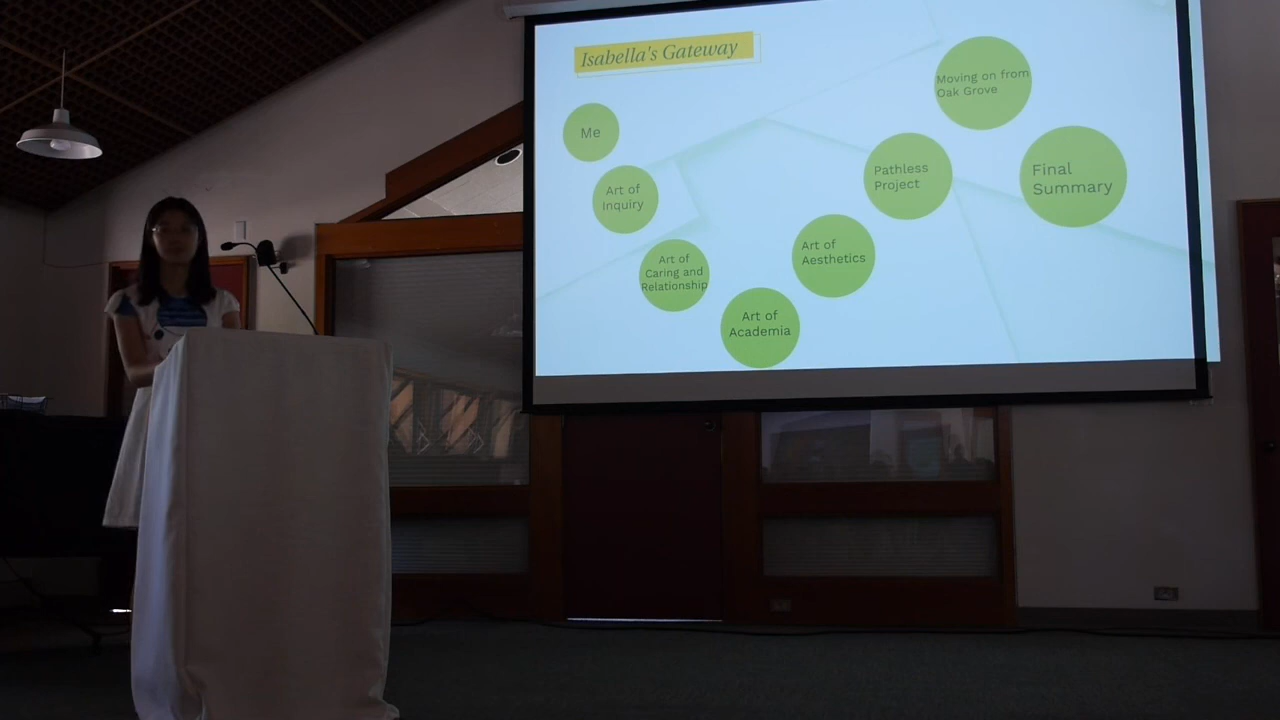 Isabella's Gateway
Me
Art of
Inquiry
Art of
Caring and
Relationship
Art of
Academia
Art of
Aesthetics
Pathless
Project
Moving on from
Oak Grove
Final
Summary